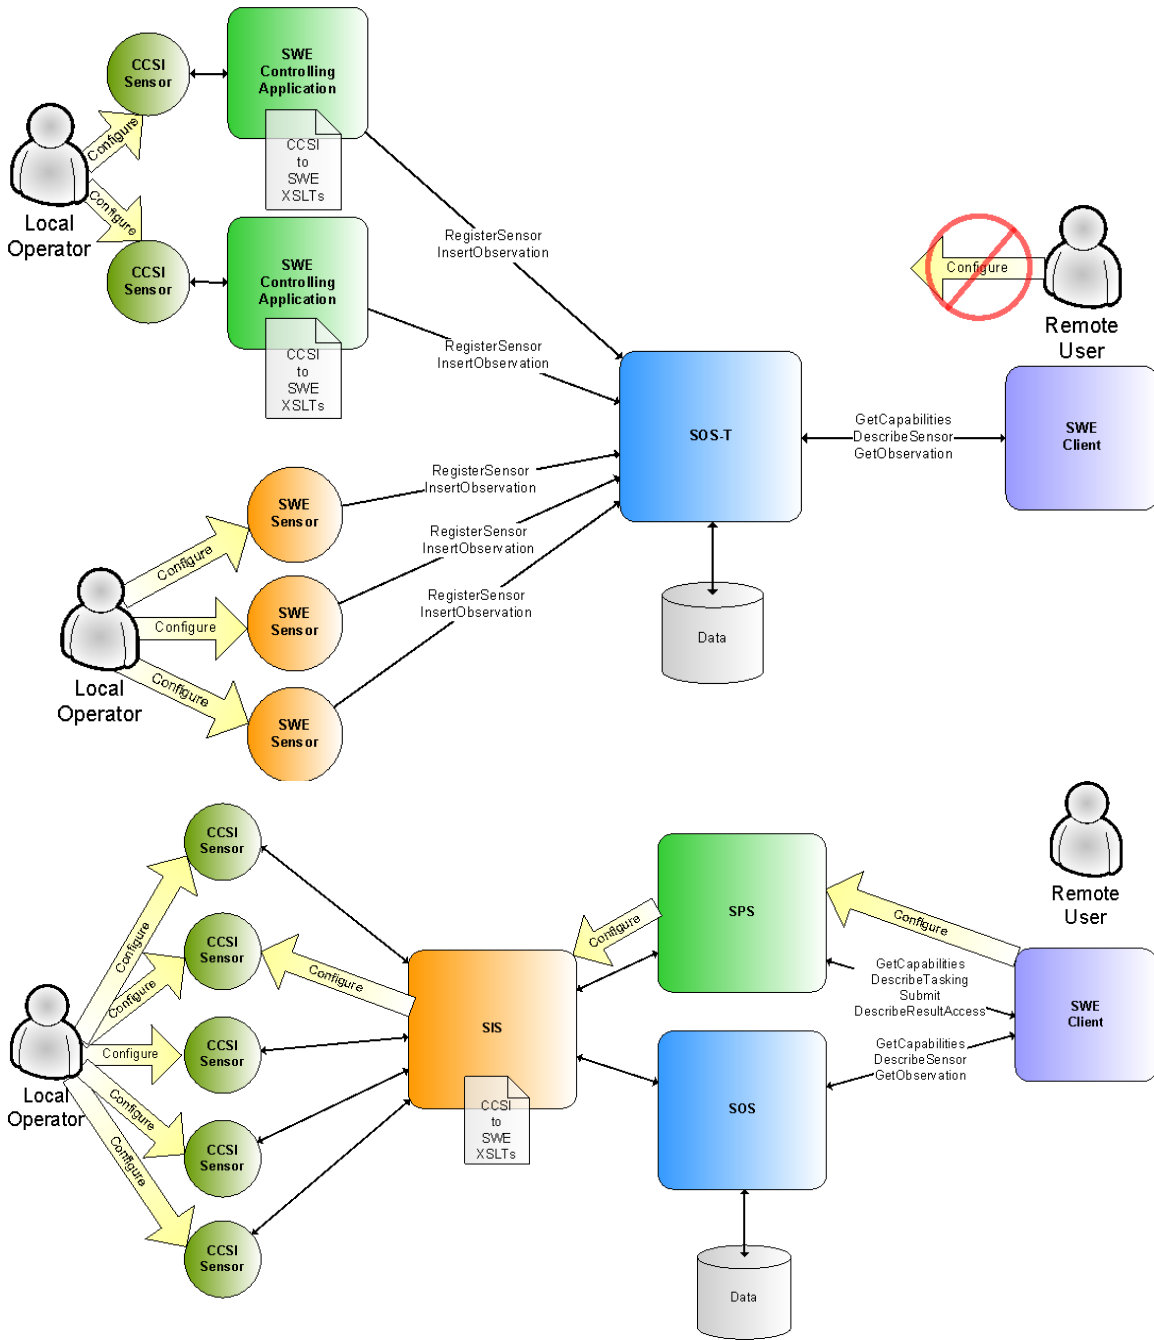 CCSI
Sensor
SWE
Controlling
Application
CCSI
to
SWE
XSLTs
Configure
Configure
Local
Operator
CCSI
Sensor
SWE
Controlling
Application
CCSI
to
SWE
XSLTs
RegisterSensor
InsertObservation
RegisterSensor
InsertObservation
Configure
Remote
User
SOS-T
GetCapabilities
DescribeSensor
GetObservation
SWE
Client
RegisterSensor
InsertObservation
SWE
Sensor
RegisterSensor
InsertObservation
Configure
RegisterSensor
InsertObservation
SWE
Sensor
Configure
Data
Configure
Local
Operator
SWE
Sensor
CCSI
Sensor
Remote
User
Configure
CCSI
Sensor
Configure
Configure
SPS
Configure
Configure
GetCapabilities
DescribeTasking
Submit
DescribeResultAccess
SWE
Client
SIS
CCSI
Sensor
Configure
GetCapabilities
DescribeSensor
GetObservation
Local
Operator
Configure
CCSI
to
SWE
XSLTs
SOS
CCSI
Sensor
Configure
CCSI
Sensor
Data